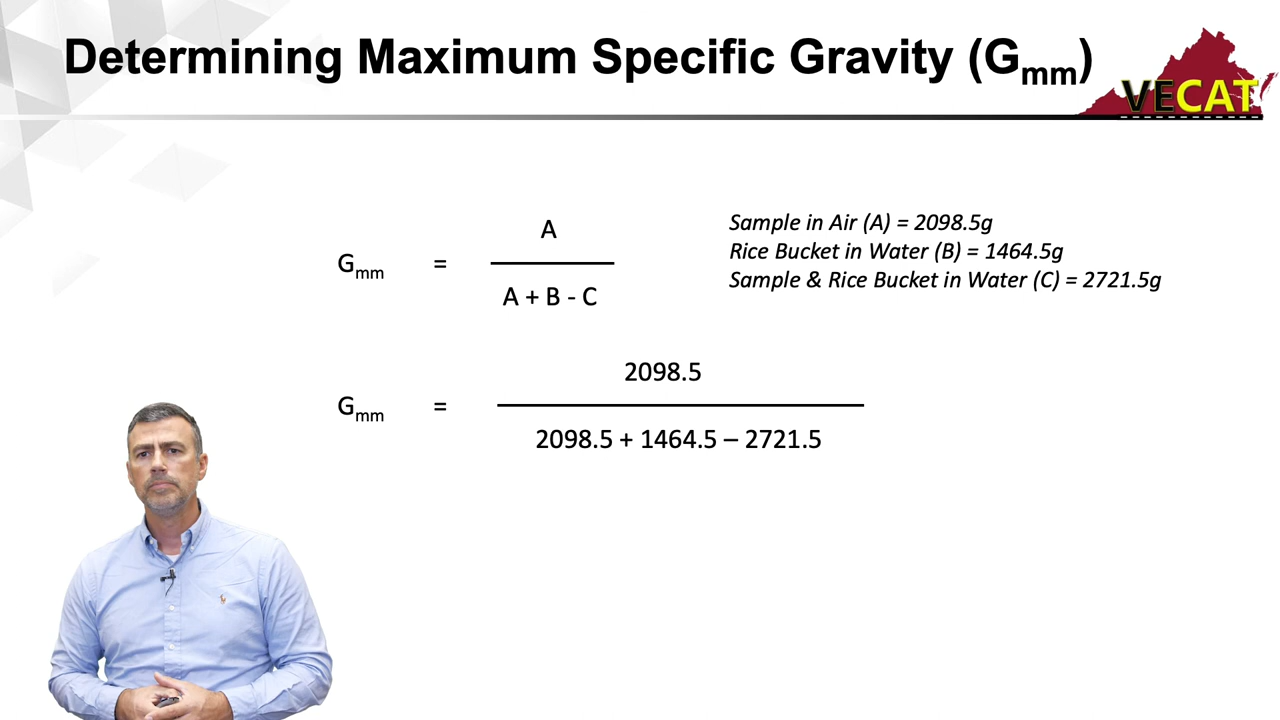 Determining Maximum Specific Gravity (Gmm)
VECAT
Gmm = A
A + B - C
Sample in Air (A) = 2098.5g
Rice Bucket in Water (B) = 1464.5g
Sample & Rice Bucket in Water (C) = 2721.5g
Gmm = 2098.5
2098.5 + 1464.5 – 2721.5